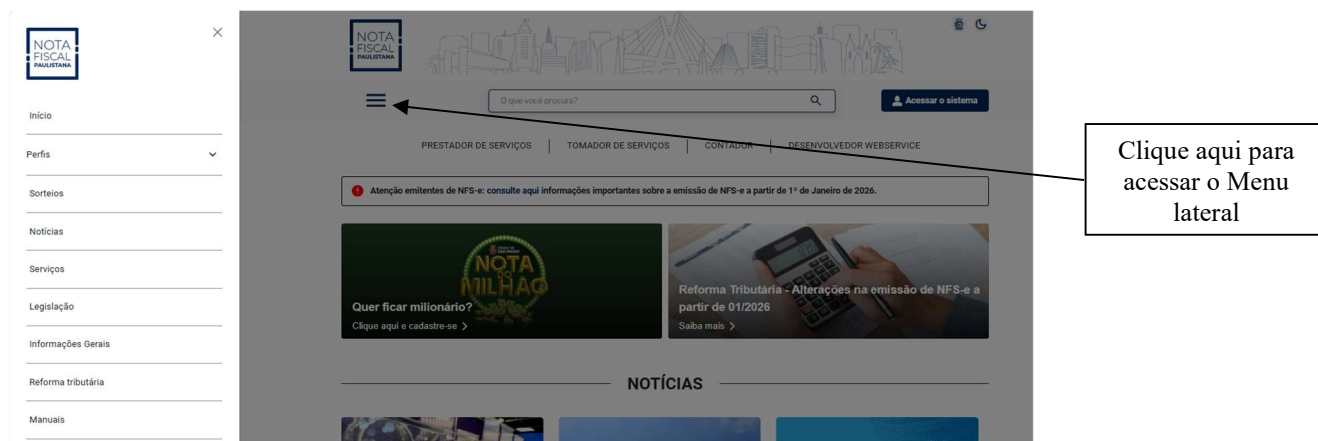 NOTA
FISCAL
PAULISTANA
Início
Perfis
Sorteios
Notícias
Serviços
Legislação
Informações Gerais
Reforma tributária
Manuais
NOTA
FISCAL
PAULISTANA
O que você procura?
Acessar o sistema
PRESTADOR DE SERVIÇOS | TOMADOR DE SERVIÇOS | CONTADOR | DESENVOLVEDOR WEBSERVICE
Atenção emitentes de NFS-e: consulte aqui informações importantes sobre a emissão de NFS-e a partir de 1º de Janeiro de 2026.
NOTA
DO
MILHÃO
Quer ficar milionário?
Clique aqui e cadastre-se >
Reforma Tributária - Alterações na emissão de NFS-e a
partir de 01/2026
Saiba mais >
NOTÍCIAS
Clique aqui para
acessar o Menu
lateral